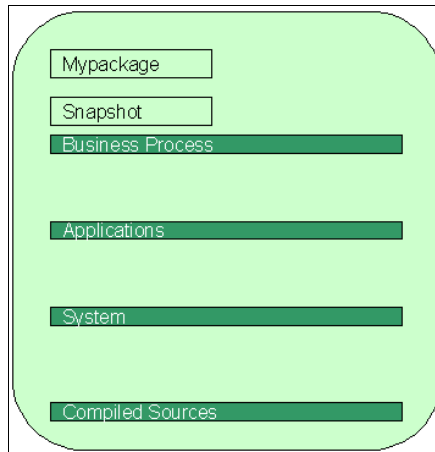 Mypackage
Snapshot
Business Process
Applications
System
Compiled Sources